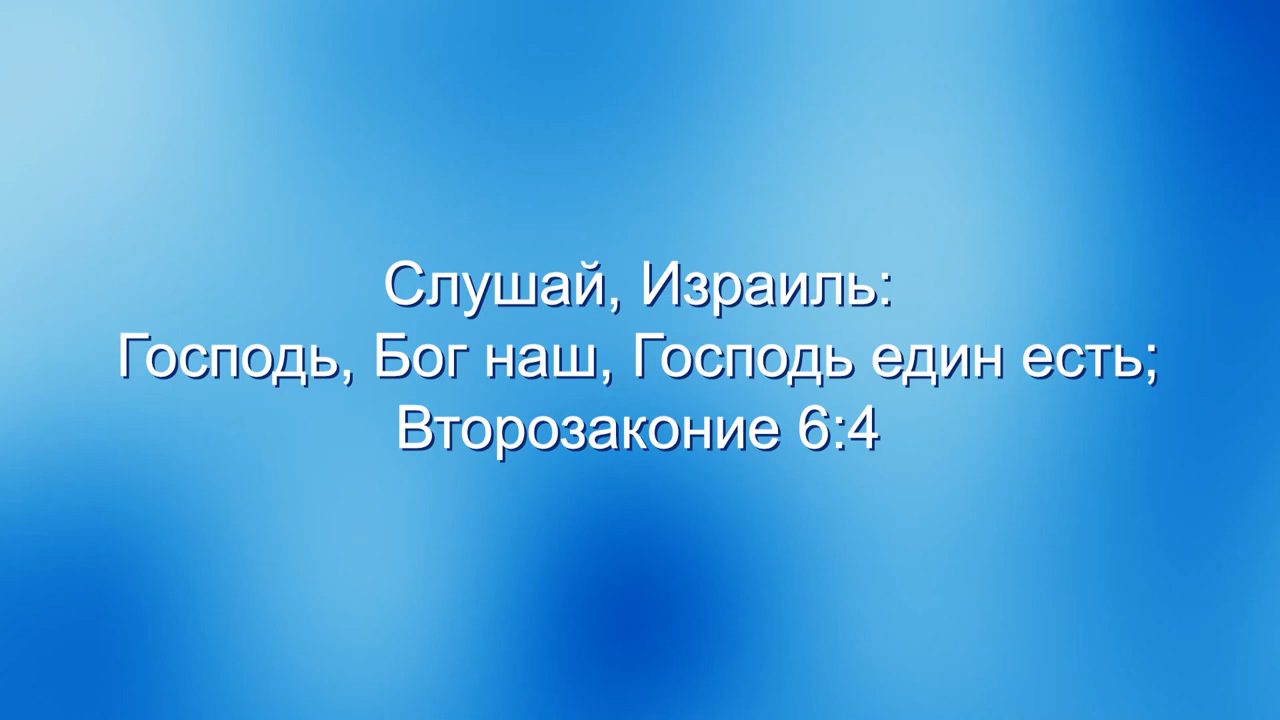 Слушай, Израиль:
Господь, Бог наш, Господь един есть;
Второзаконие 6:4